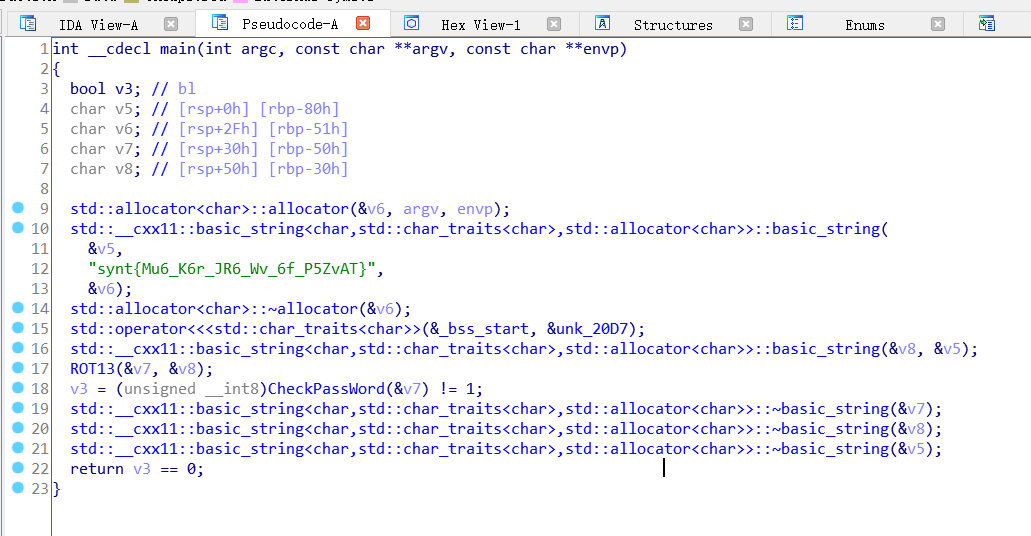 IDA View-A Pseudocode-A Hex View-1 Structures Enums
1 int __cdecl main(int argc, const char **argv, const char **envp)
2 {
3 bool v3; // bl
4 char v5; // [rsp+0h] [rbp-80h]
5 char v6; // [rsp+2Fh] [rbp-51h]
6 char v7; // [rsp+30h] [rbp-50h]
7 char v8; // [rsp+50h] [rbp-30h]
8
9 std::allocator<char>::allocator(&v6, argv, envp);
10 std::__cxx11::basic_string<char,std::char_traits<char>,std::allocator<char>>::basic_string(
11 &v5,
12 "synt{Mu6_K6r_JR6_Wv_6f_P5ZvAT}",
13 &v6);
14 std::allocator<char>::~allocator(&v6);
15 std::operator<<<std::char_traits<char>>(&_bss_start, &unk_20D7);
16 std::__cxx11::basic_string<char,std::char_traits<char>,std::allocator<char>>::basic_string(&v8, &v5);
17 ROT13(&v7, &v8);
18 v3 = (unsigned __int8)CheckPassWord(&v7) != 1;
19 std::__cxx11::basic_string<char,std::char_traits<char>,std::allocator<char>>::~basic_string(&v7);
20 std::__cxx11::basic_string<char,std::char_traits<char>,std::allocator<char>>::~basic_string(&v8);
21 std::__cxx11::basic_string<char,std::char_traits<char>,std::allocator<char>>::~basic_string(&v5);
22 return v3 == 0;
23 }